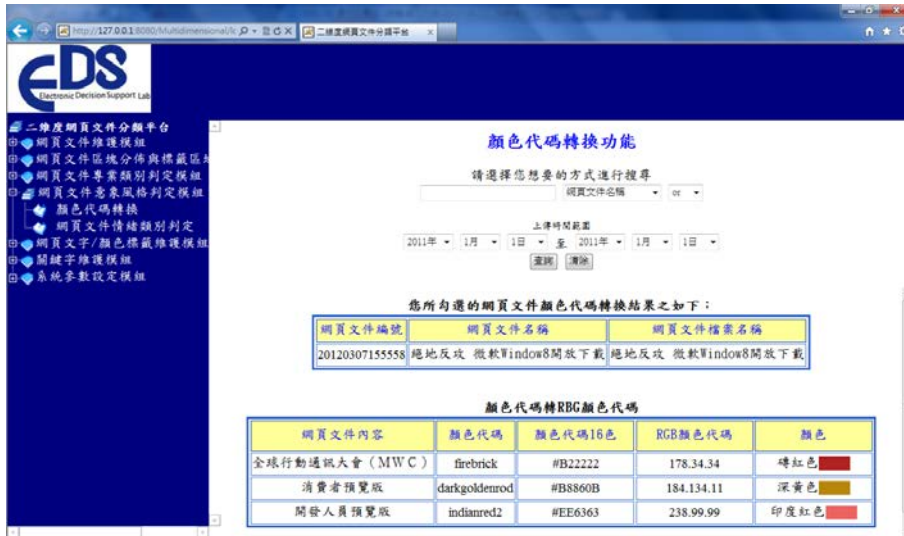 http://127.0.0.1:8080/Multidimensional/k
二維度網頁文件分類平台
EDS
Electronic Decision Support Lab
二維度網頁文件分類平台
網頁文件維護模組
網頁文件區塊分佈與標籤區塊
網頁文件專業類別判定模組
網頁文件意象風格判定模組
顏色代碼轉換
網頁文件情緒類別判定
網頁文字/顏色標籤維護模組
關鍵字維護模組
系統參數設定模組
顏色代碼轉換功能
請選擇您想要的方式進行搜尋
網頁文件名稱 or
上傳時間範圍
2011年 1月 1日 至 2011年 1月 1日
查詢 清除
您所勾選的網頁文件顏色代碼轉換結果之如下：
網頁文件編號 網頁文件名稱 網頁文件檔案名稱
20120307155558 絕地反攻 微軟Window8開放下載 絕地反攻 微軟Window8開放下載
顏色代碼轉RBG顏色代碼
網頁文件內容 顏色代碼 顏色代碼16色 RGB顏色代碼 顏色
全球行動通訊大會（MWC） firebrick #B22222 178.34.34 磚紅色
消費者預覽版 darkgoldenrod #B8860B 184.134.11 深黃色
開發人員預覽版 indianred2 #EE6363 238.99.99 印度紅色